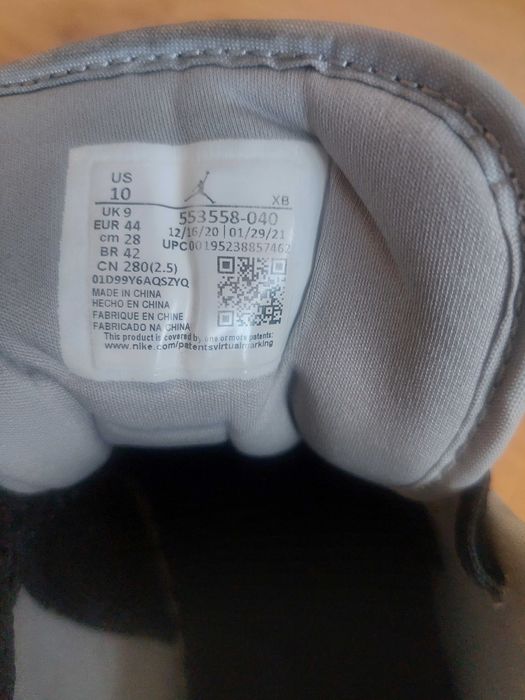 US
10
XB
UK 9
EUR 44
cm 28
BR 42
CN 280(2.5)
553558-040
12/16/20 | 01/29/21
UPC00195238857462
01D99Y6AQSZYQ
MADE IN CHINA
HECHO EN CHINA
FABRIQUE EN CHINE
FABRICADO NA CHINA
This product is covered by one or more patents:
www.nike.com/patentsvirtualmarking